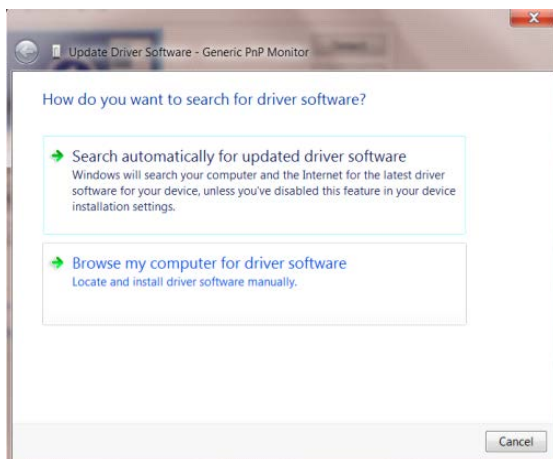 Update Driver Software - Generic PnP Monitor
How do you want to search for driver software?
Search automatically for updated driver software
Windows will search your computer and the Internet for the latest driver
software for your device, unless you've disabled this feature in your device
installation settings.
Browse my computer for driver software
Locate and install driver software manually.
Cancel